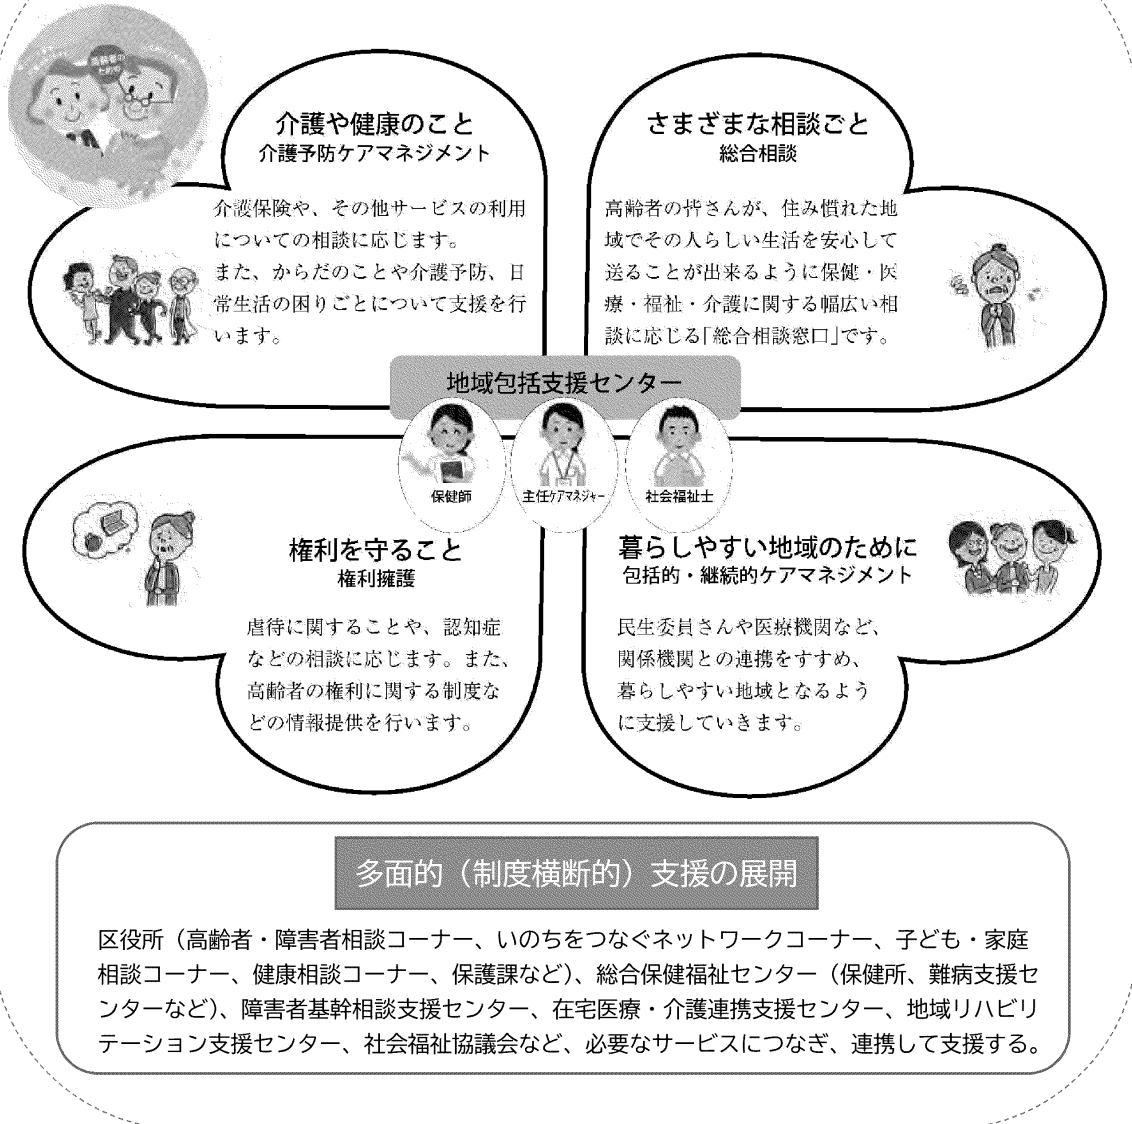 高齢者の
ための
介護や健康のこと
介護予防ケアマネジメント
介護保険や、その他サービスの利用
についての相談に応じます。
また、からだのことや介護予防、日
常生活の困りごとについて支援を行
います。
さまざまな相談ごと
総合相談
高齢者の皆さんが、住み慣れた地
域でその人らしい生活を安心して
送ることが出来るように保健・医
療・福祉・介護に関する幅広い相
談に応じる「総合相談窓口」です。
地域包括支援センター
保健師
主任ケアマネジャー
社会福祉士
権利を守ること
権利擁護
虐待に関することや、認知症
などの相談に応じます。また、
高齢者の権利に関する制度な
どの情報提供を行います。
暮らしやすい地域のために
包括的・継続的ケアマネジメント
民生委員さんや医療機関など、
関係機関との連携をすすめ、
暮らしやすい地域となるよう
に支援していきます。
多面的（制度横断的）支援の展開
区役所（高齢者・障害者相談コーナー、いのちをつなぐネットワークコーナー、子ども・家庭
相談コーナー、健康相談コーナー、保護課など）、総合保健福祉センター（保健所、難病支援セ
ンターなど）、障害者基幹相談支援センター、在宅医療・介護連携支援センター、地域リハビリ
テーション支援センター、社会福祉協議会など、必要なサービスにつなぎ、連携して支援する。